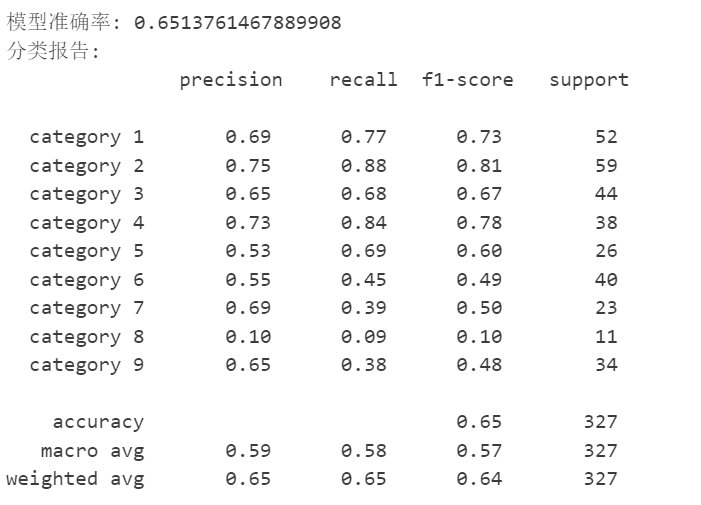 模型准确率: 0.6513761467889908
分类报告:
precision recall f1-score support
category 1 0.69 0.77 0.73 52
category 2 0.75 0.88 0.81 59
category 3 0.65 0.68 0.67 44
category 4 0.73 0.84 0.78 38
category 5 0.53 0.69 0.60 26
category 6 0.55 0.45 0.49 40
category 7 0.69 0.39 0.50 23
category 8 0.10 0.09 0.10 11
category 9 0.65 0.38 0.48 34
accuracy 0.65 327
macro avg 0.59 0.58 0.57 327
weighted avg 0.65 0.65 0.64 327